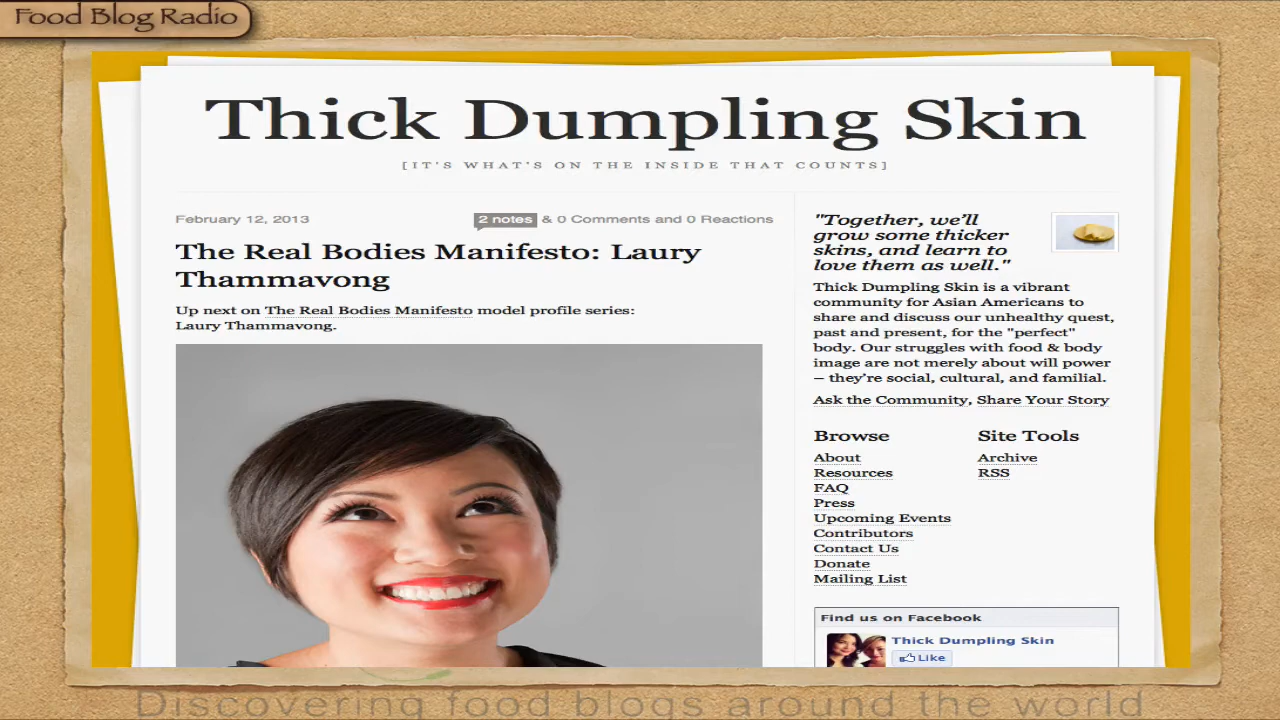 Food Blog Radio
Thick Dumpling Skin
[IT'S WHAT'S ON THE INSIDE THAT COUNTS]
February 12, 2013
2 notes & 0 Comments and 0 Reactions
The Real Bodies Manifesto: Laury
Thammavong
Up next on The Real Bodies Manifesto model profile series:
Laury Thammavong.
"Together, we'll
grow some thicker
skins, and learn to
love them as well."
Thick Dumpling Skin is a vibrant
community for Asian Americans to
share and discuss our unhealthy quest,
past and present, for the "perfect"
body. Our struggles with food & body
image are not merely about will power
— they're social, cultural, and familial.
Ask the Community, Share Your Story
Browse
About
Resources
FAQ
Press
Upcoming Events
Contributors
Contact Us
Donate
Mailing List
Site Tools
Archive
RSS
Find us on Facebook
Thick Dumpling Skin
Like
Discovering food blogs around the world